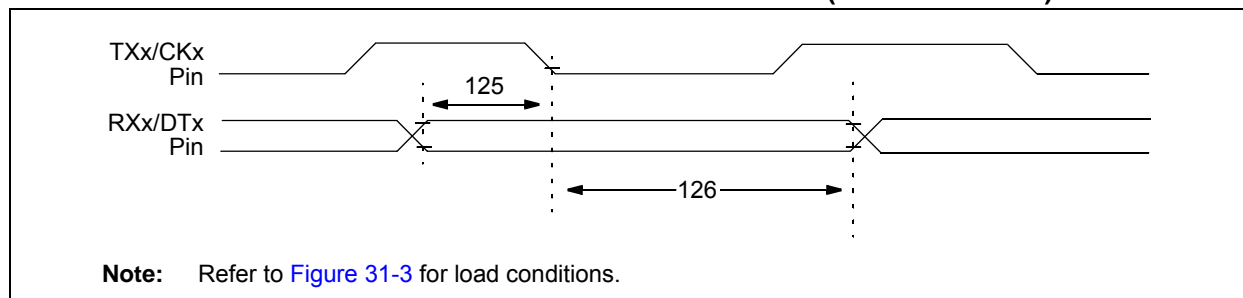 TXx/CKx
Pin
125
RXx/DTx
Pin
126
Note: Refer to Figure 31-3 for load conditions.